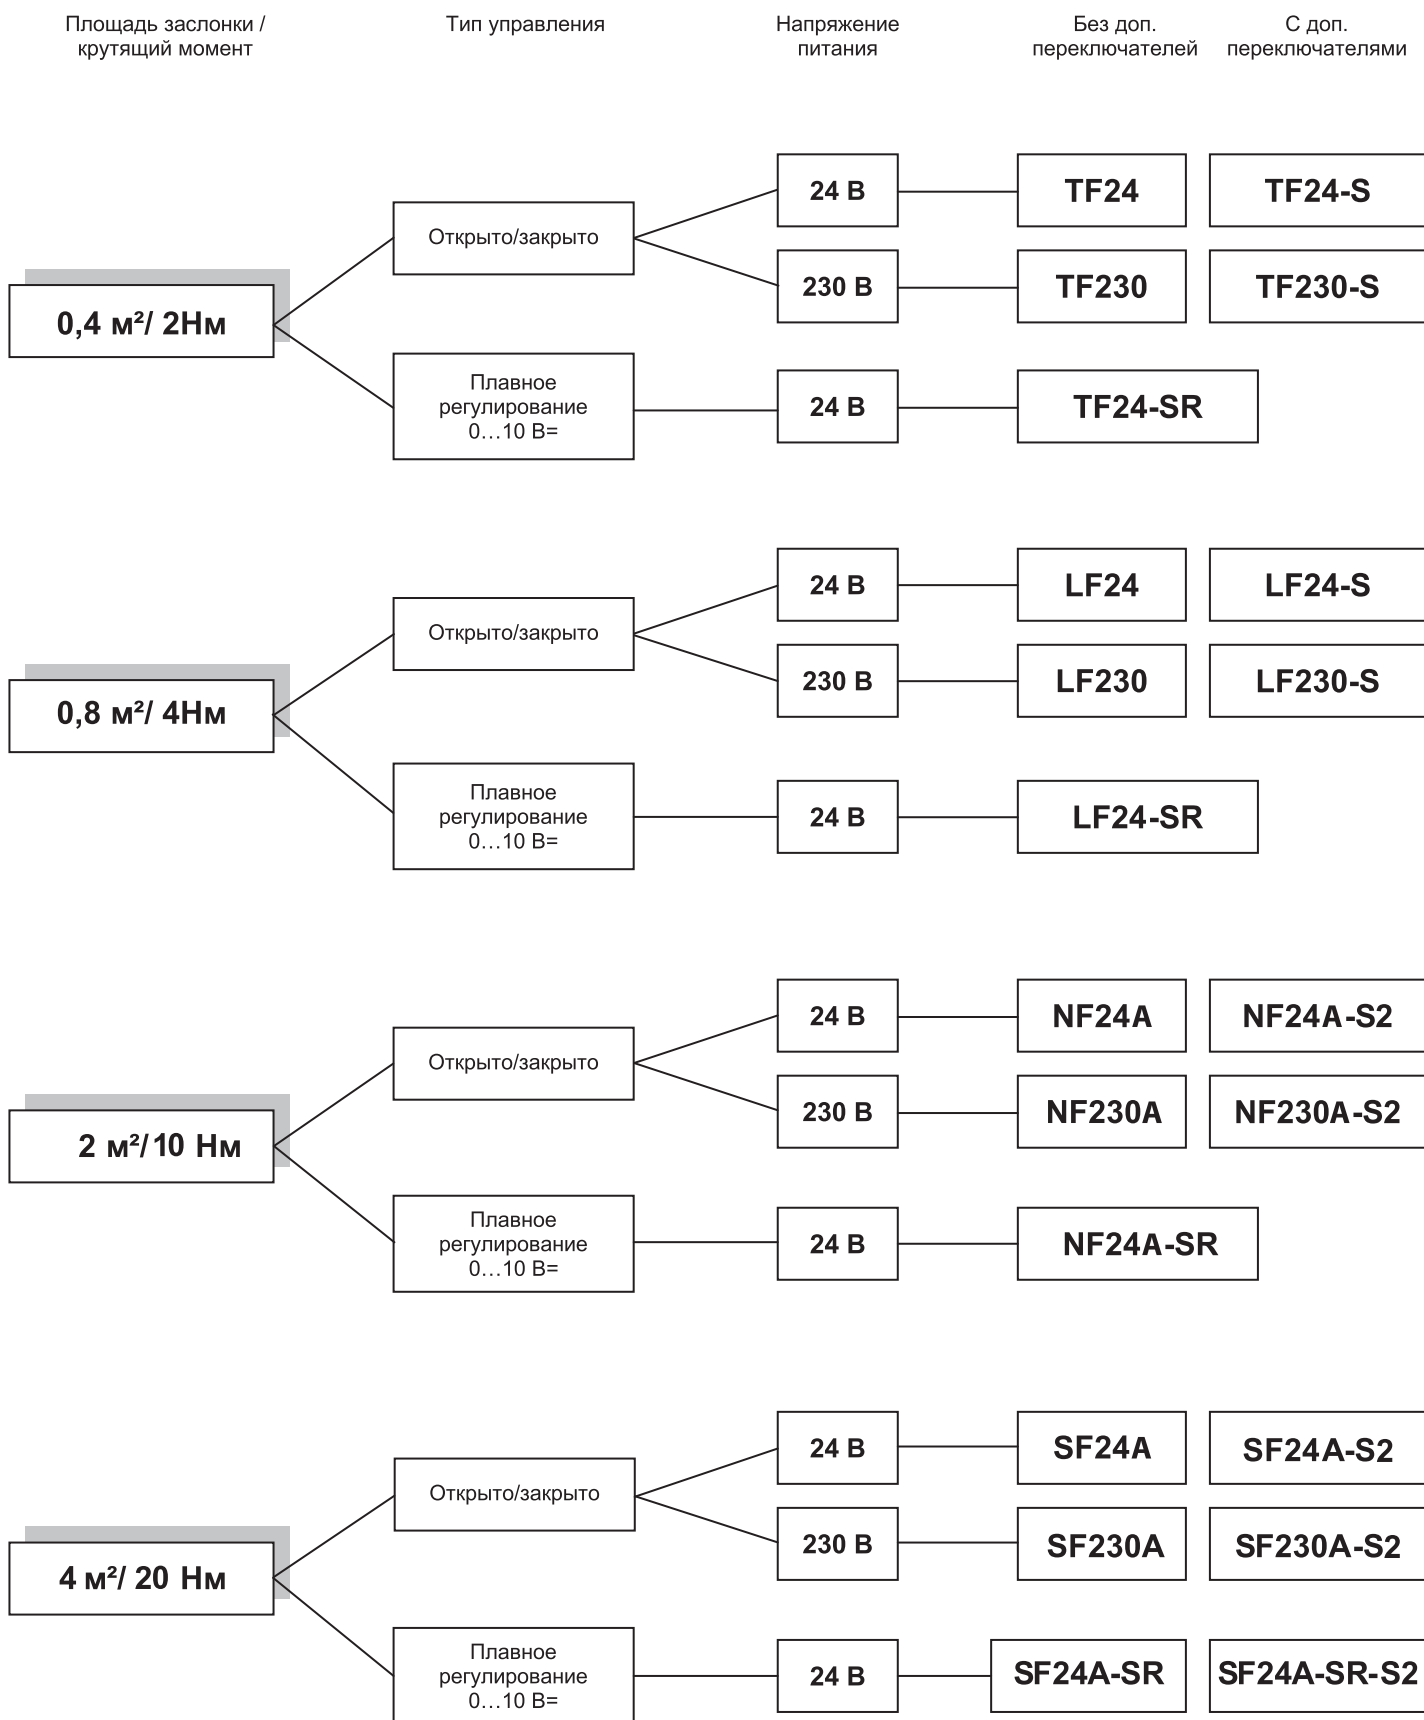 Площадь заслонки /
крутящий момент
Тип управления
Напряжение
питания
Без доп.
переключателей
С доп.
переключателями
0,4 м²/ 2Нм
Открыто/закрыто
24 В
TF24
TF24-S
230 В
TF230
TF230-S
Плавное
регулирование
0...10 В=
24 В
TF24-SR
0,8 м²/ 4Нм
Открыто/закрыто
24 В
LF24
LF24-S
230 В
LF230
LF230-S
Плавное
регулирование
0...10 В=
24 В
LF24-SR
2 м²/10 Нм
Открыто/закрыто
24 В
NF24A
NF24A-S2
230 В
NF230A
NF230A-S2
Плавное
регулирование
0...10 В=
24 В
NF24A-SR
4 м²/ 20 Нм
Открыто/закрыто
24 В
SF24A
SF24A-S2
230 В
SF230A
SF230A-S2
Плавное
регулирование
0...10 В=
24 В
SF24A-SR
SF24A-SR-S2